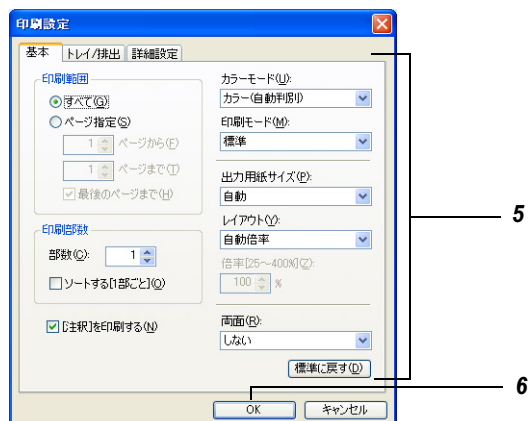 印刷設定
基本 トレイ/排出 詳細設定
印刷範囲
すべて(G)
ページ指定(S)
1 ページから(F)
1 ページまで(T)
最後のページまで(H)
印刷部数
部数(C): 1
ソートする[1部ごと](O)
[注釈]を印刷する(N)
カラーモード(U):
カラー(自動判別)
印刷モード(M):
標準
出力用紙サイズ(P):
自動
レイアウト(Y):
自動倍率
倍率[25~400%](Z):
100 %
両面(R):
しない
標準に戻す(D)
OK キャンセル
5
6